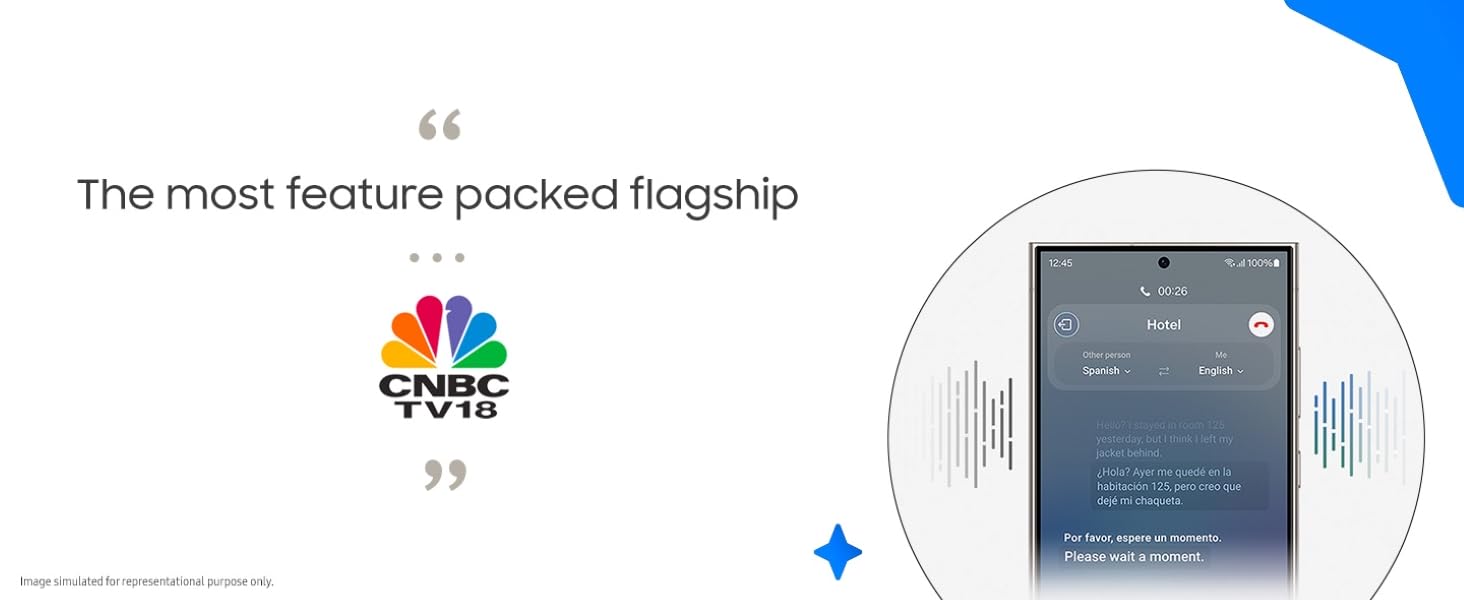 “
The most feature packed flagship
...
CNBC
TV18
”
Image simulated for representational purpose only.
12:45
100%
00:26
Hotel
Other person
Me
Spanish
English
Hello? I stayed in room 125
yesterday, but I think I left my
jacket behind.
¿Hola? Ayer me quedé en la
habitación 125, pero creo que
dejé mi chaqueta.
Por favor, espere un momento.
Please wait a moment.